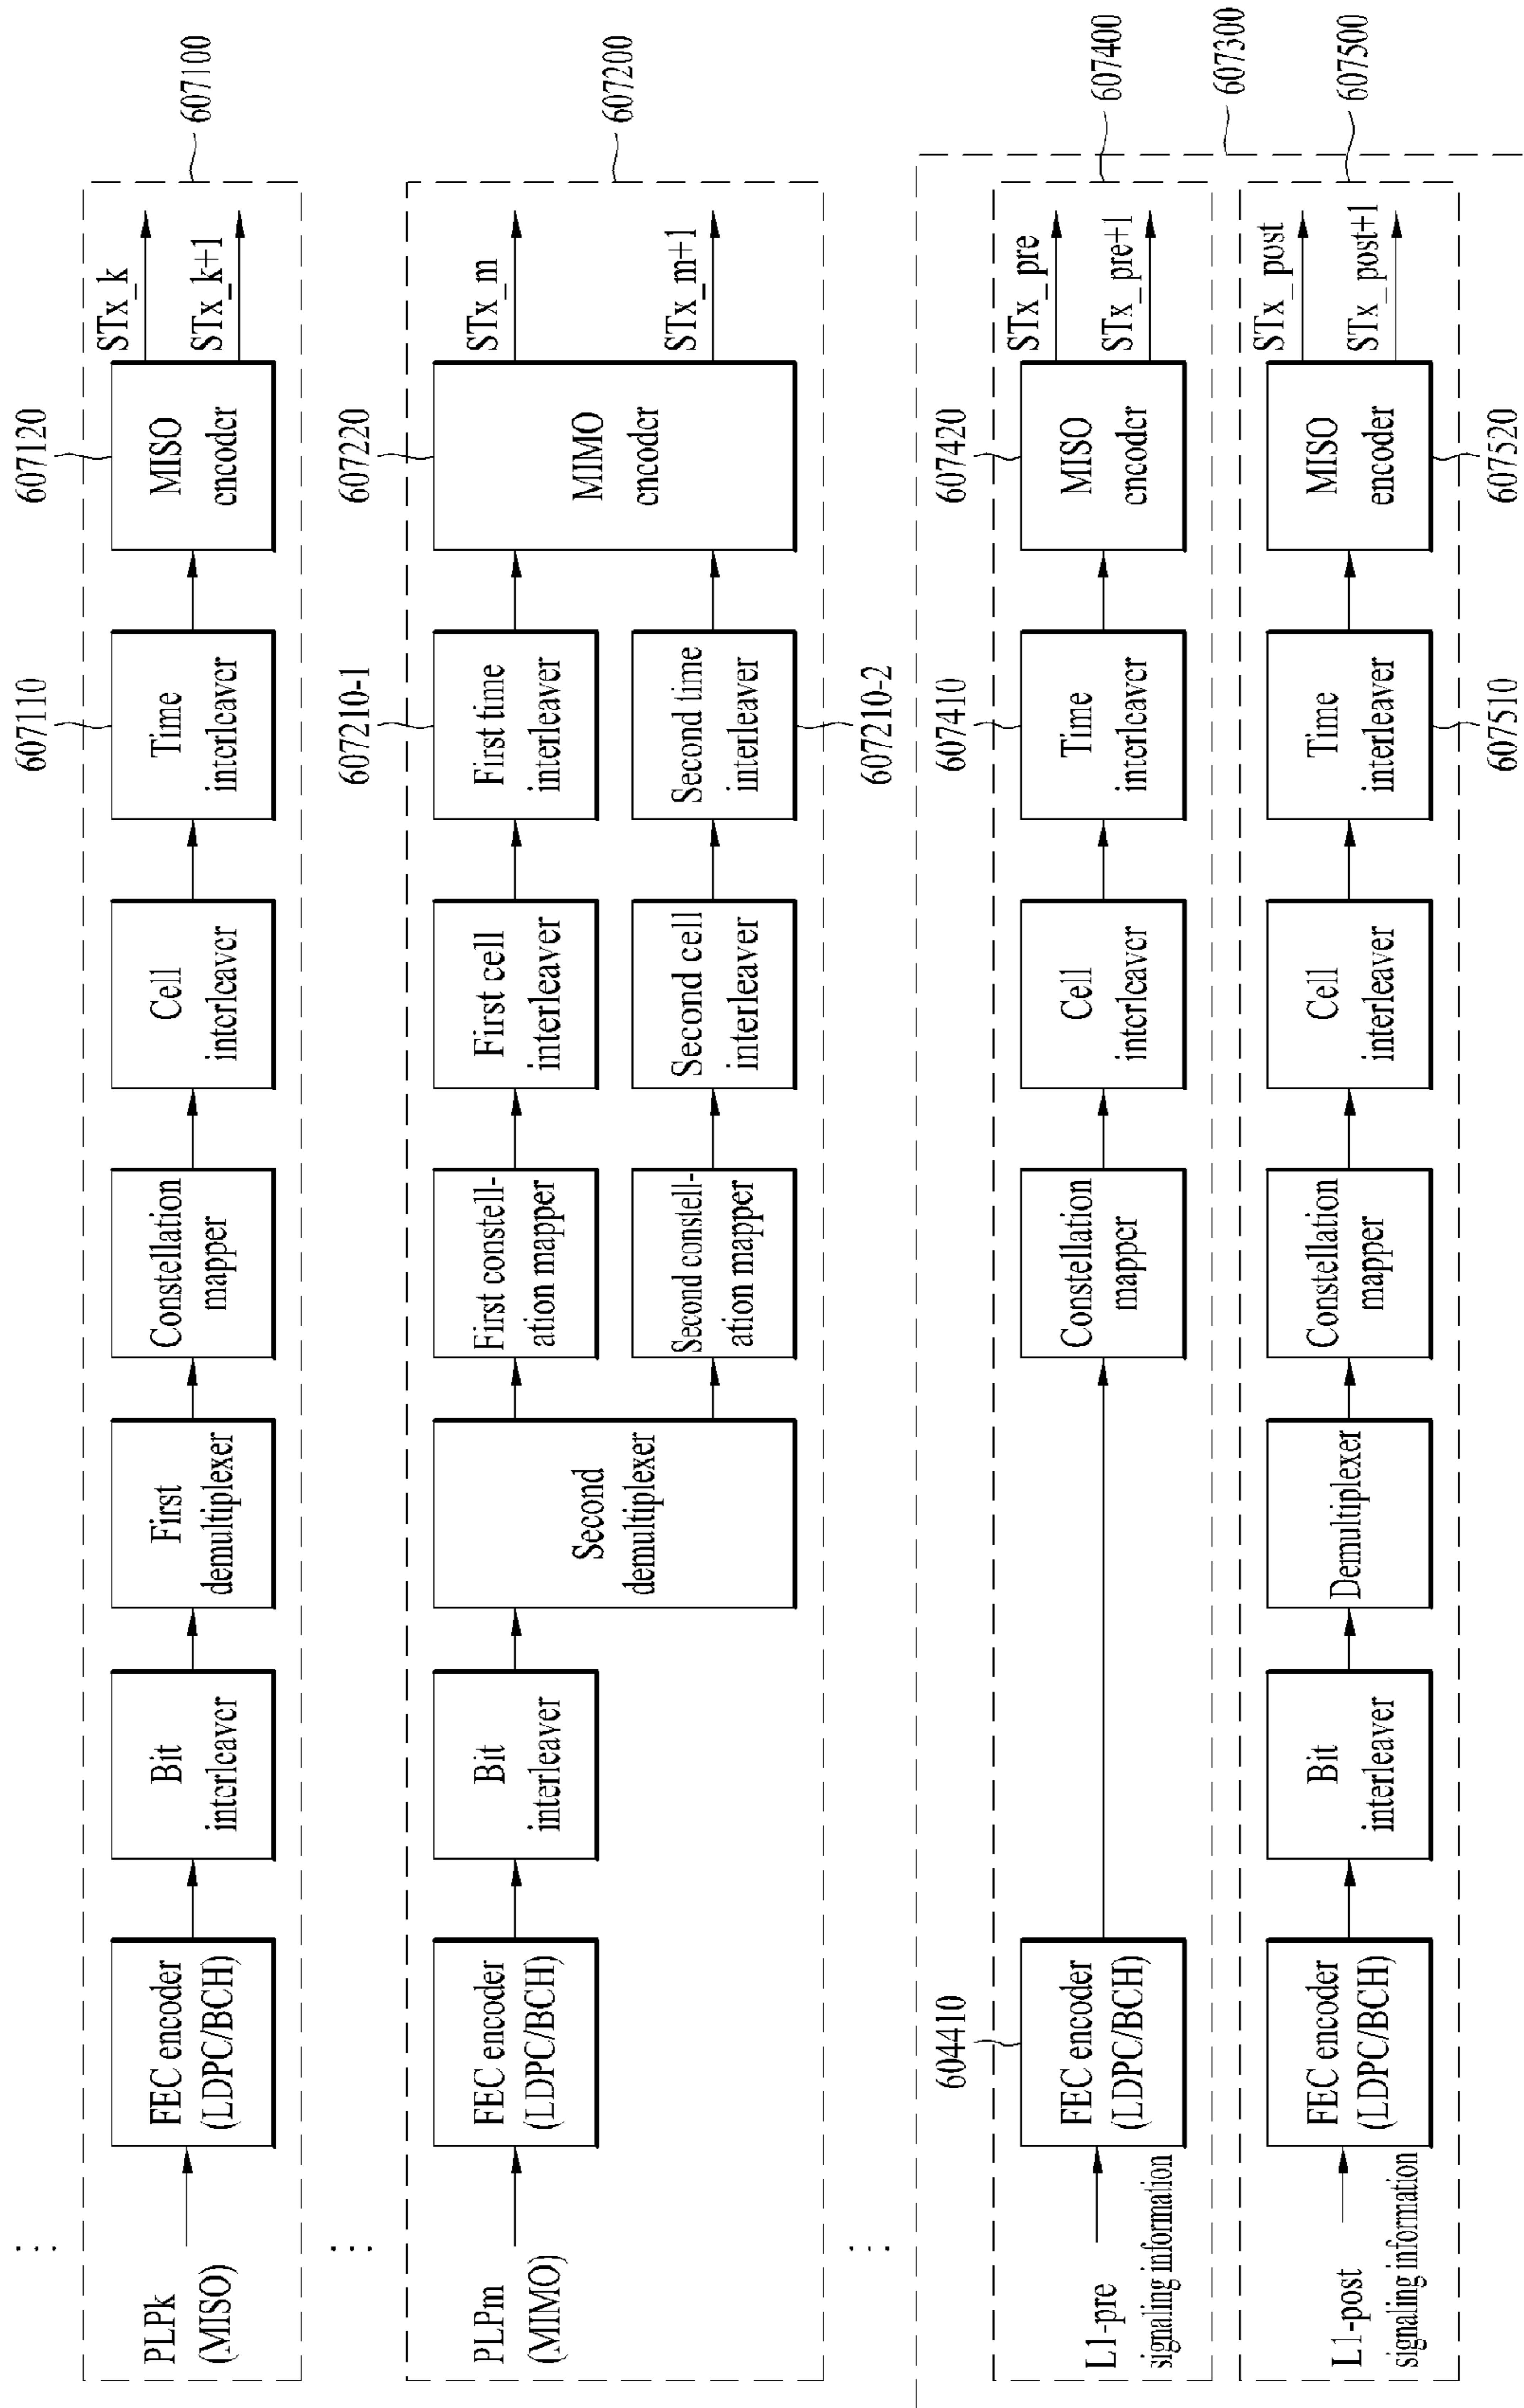 607110
607120
607100
PLPk
(MISO)
FEC encoder
(LDPC/BCH)
Bit
interleaver
First
demultiplexer
Constellation
mapper
Cell
interleaver
Time
interleaver
MISO
encoder
STx_k
STx_k+1
...
607210-1
607220
607200
PLPm
(MIMO)
FEC encoder
(LDPC/BCH)
Bit
interleaver
Second
demultiplexer
First constell-
ation mapper
Second constell-
ation mapper
First cell
interleaver
Second cell
interleaver
First time
interleaver
Second time
interleaver
MIMO
encoder
STx_m
STx_m+1
607210-2
...
...
604410
607410
607420
607400
L1-pre
signaling information
FEC encoder
(LDPC/BCH)
Constellation
mapper
Cell
interleaver
Time
interleaver
MISO
encoder
STx_pre
STx_pre+1
607300
L1-post
signaling information
FEC encoder
(LDPC/BCH)
Bit
interleaver
Demultiplexer
Constellation
mapper
Cell
interleaver
Time
interleaver
MISO
encoder
STx_post
STx_post+1
607500
607510
607520